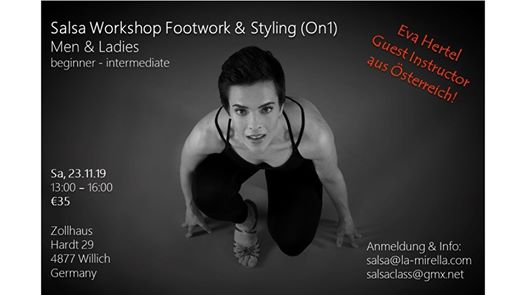 Salsa Workshop Footwork & Styling (On1)
Men & Ladies
beginner - intermediate
Eva Hertel
Guest Instructor
aus Österreich!
Sa, 23.11.19
13:00 – 16:00
€35
Zollhaus
Hardt 29
4877 Willich
Germany
Anmeldung & Info:
salsa@la-mirella.com
salsaclass@gmx.net